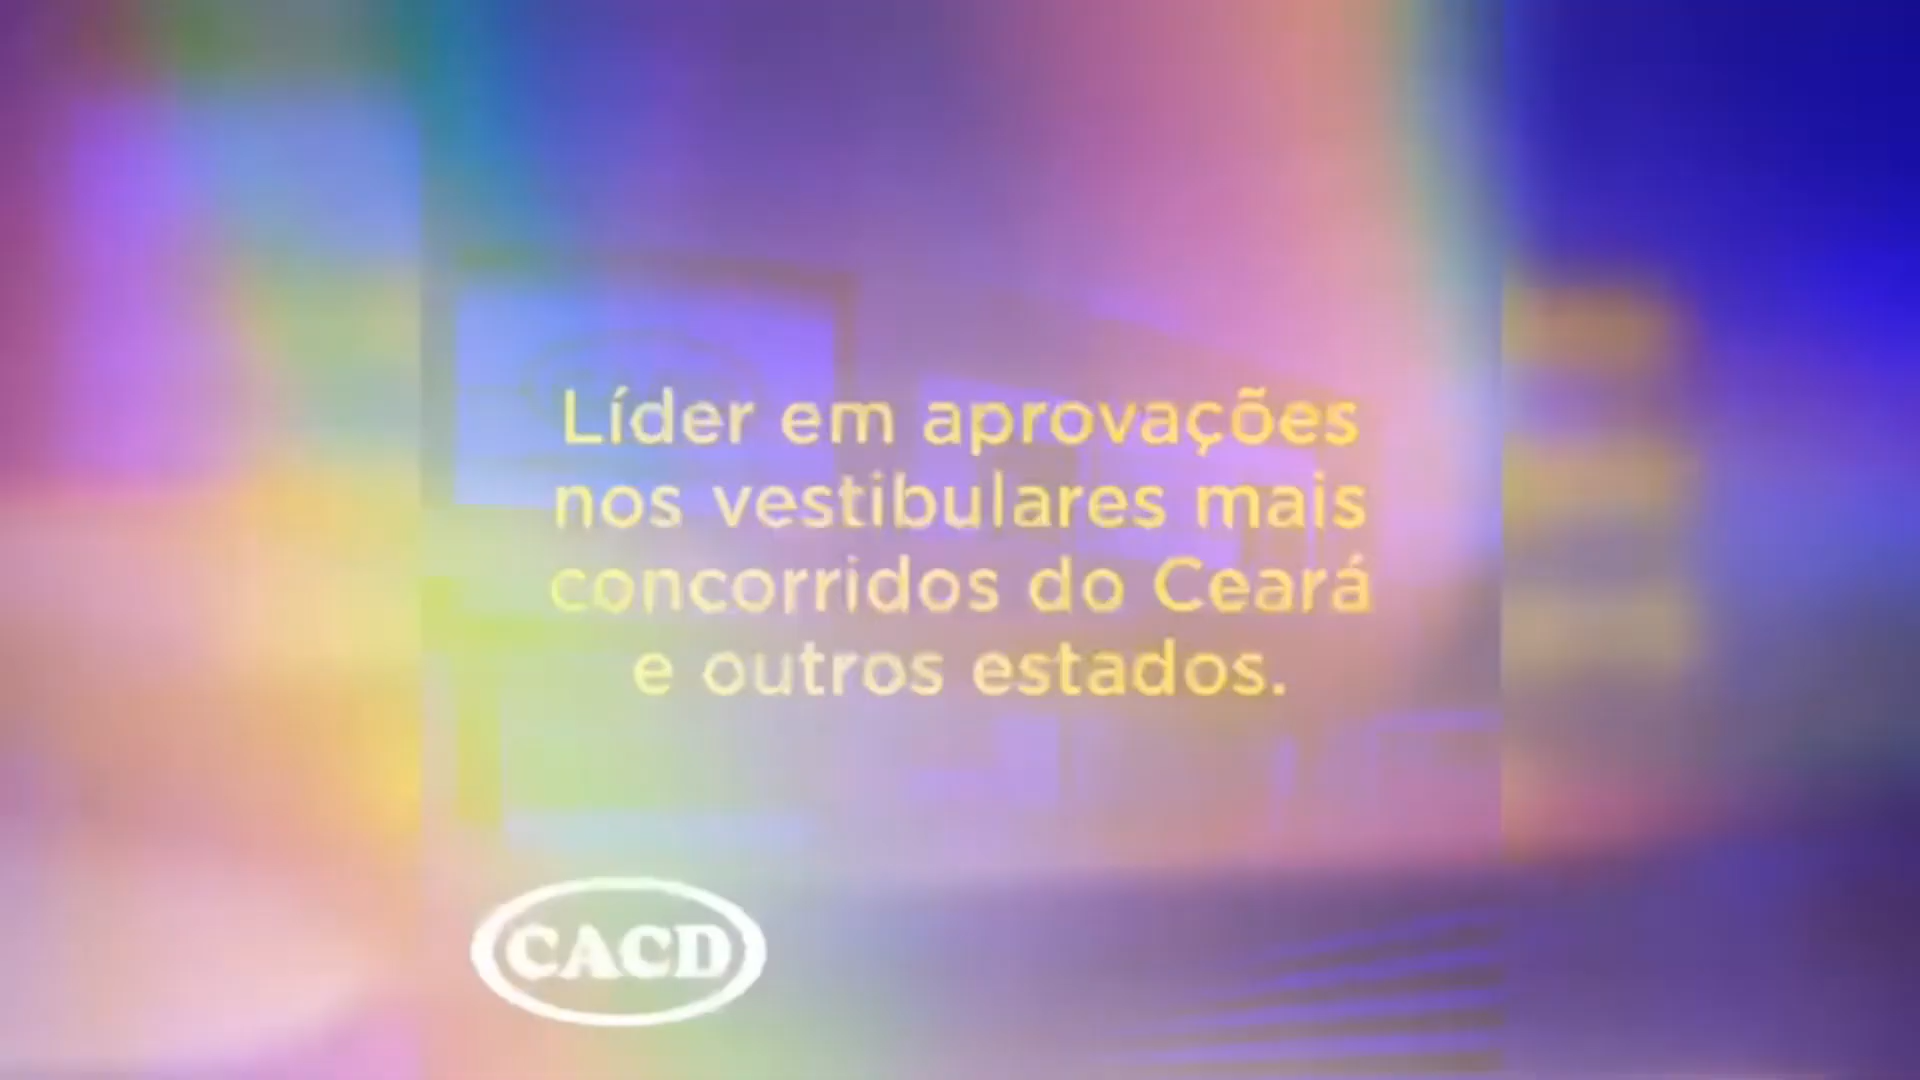 Líder em aprovações
nos vestibulares mais
concorridos do Ceará
e outros estados.
CACD